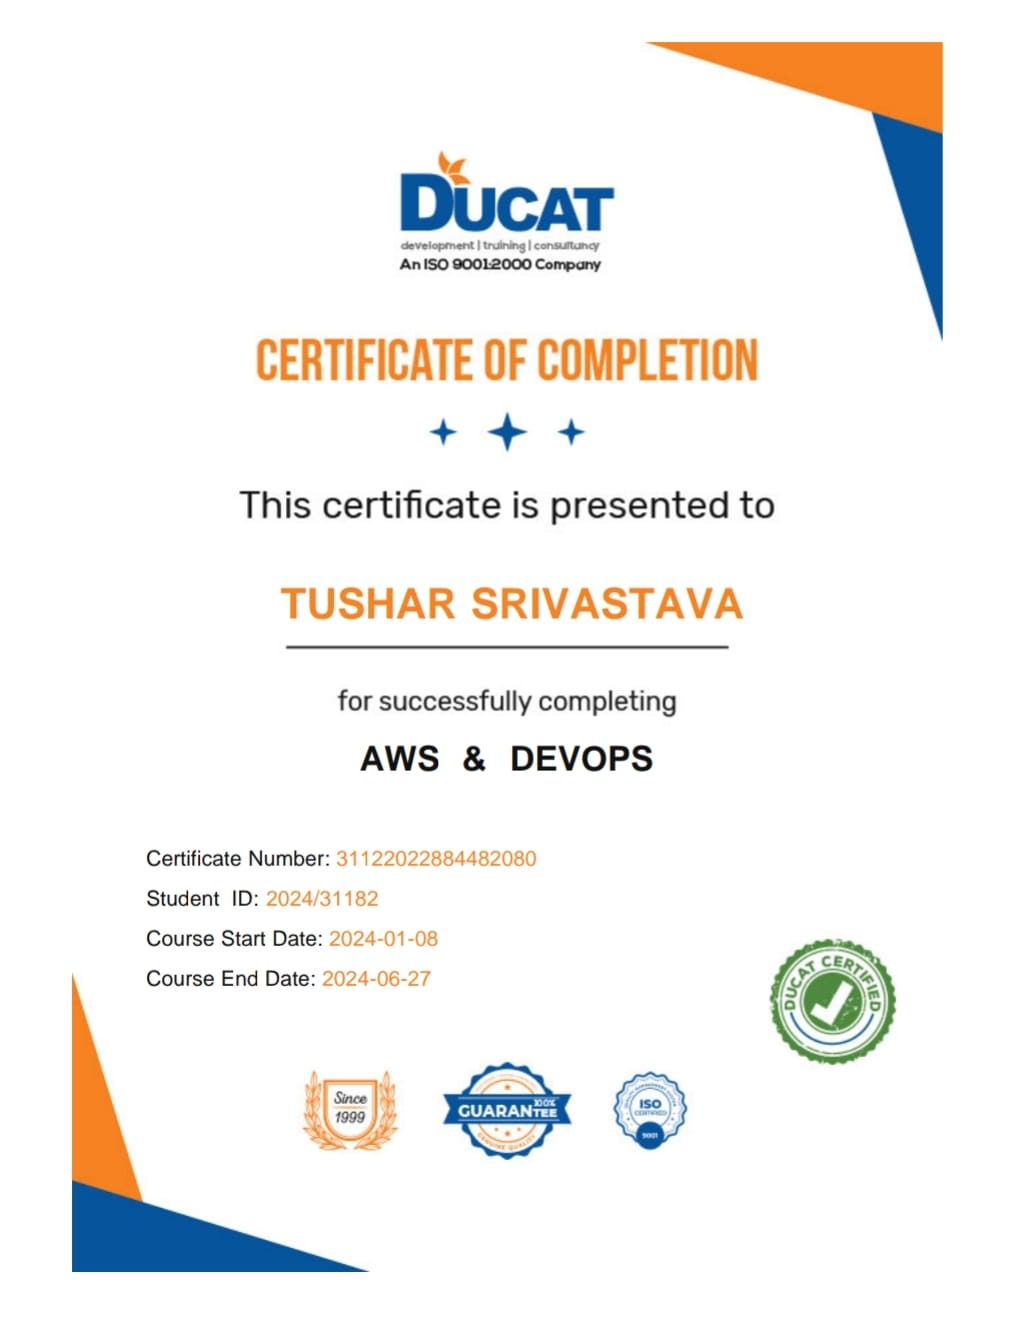 DUCAT
development | training | consultancy
An ISO 9001:2000 Company
CERTIFICATE OF COMPLETION
This certificate is presented to
TUSHAR SRIVASTAVA
for successfully completing
AWS & DEVOPS
Certificate Number: 31122022884482080
Student ID: 2024/31182
Course Start Date: 2024-01-08
Course End Date: 2024-06-27
DUCAT CERTIFIED
Since
1999
100%
GUARANTEE
GENUINE QUALITY
ISO
CERTIFIED
9001